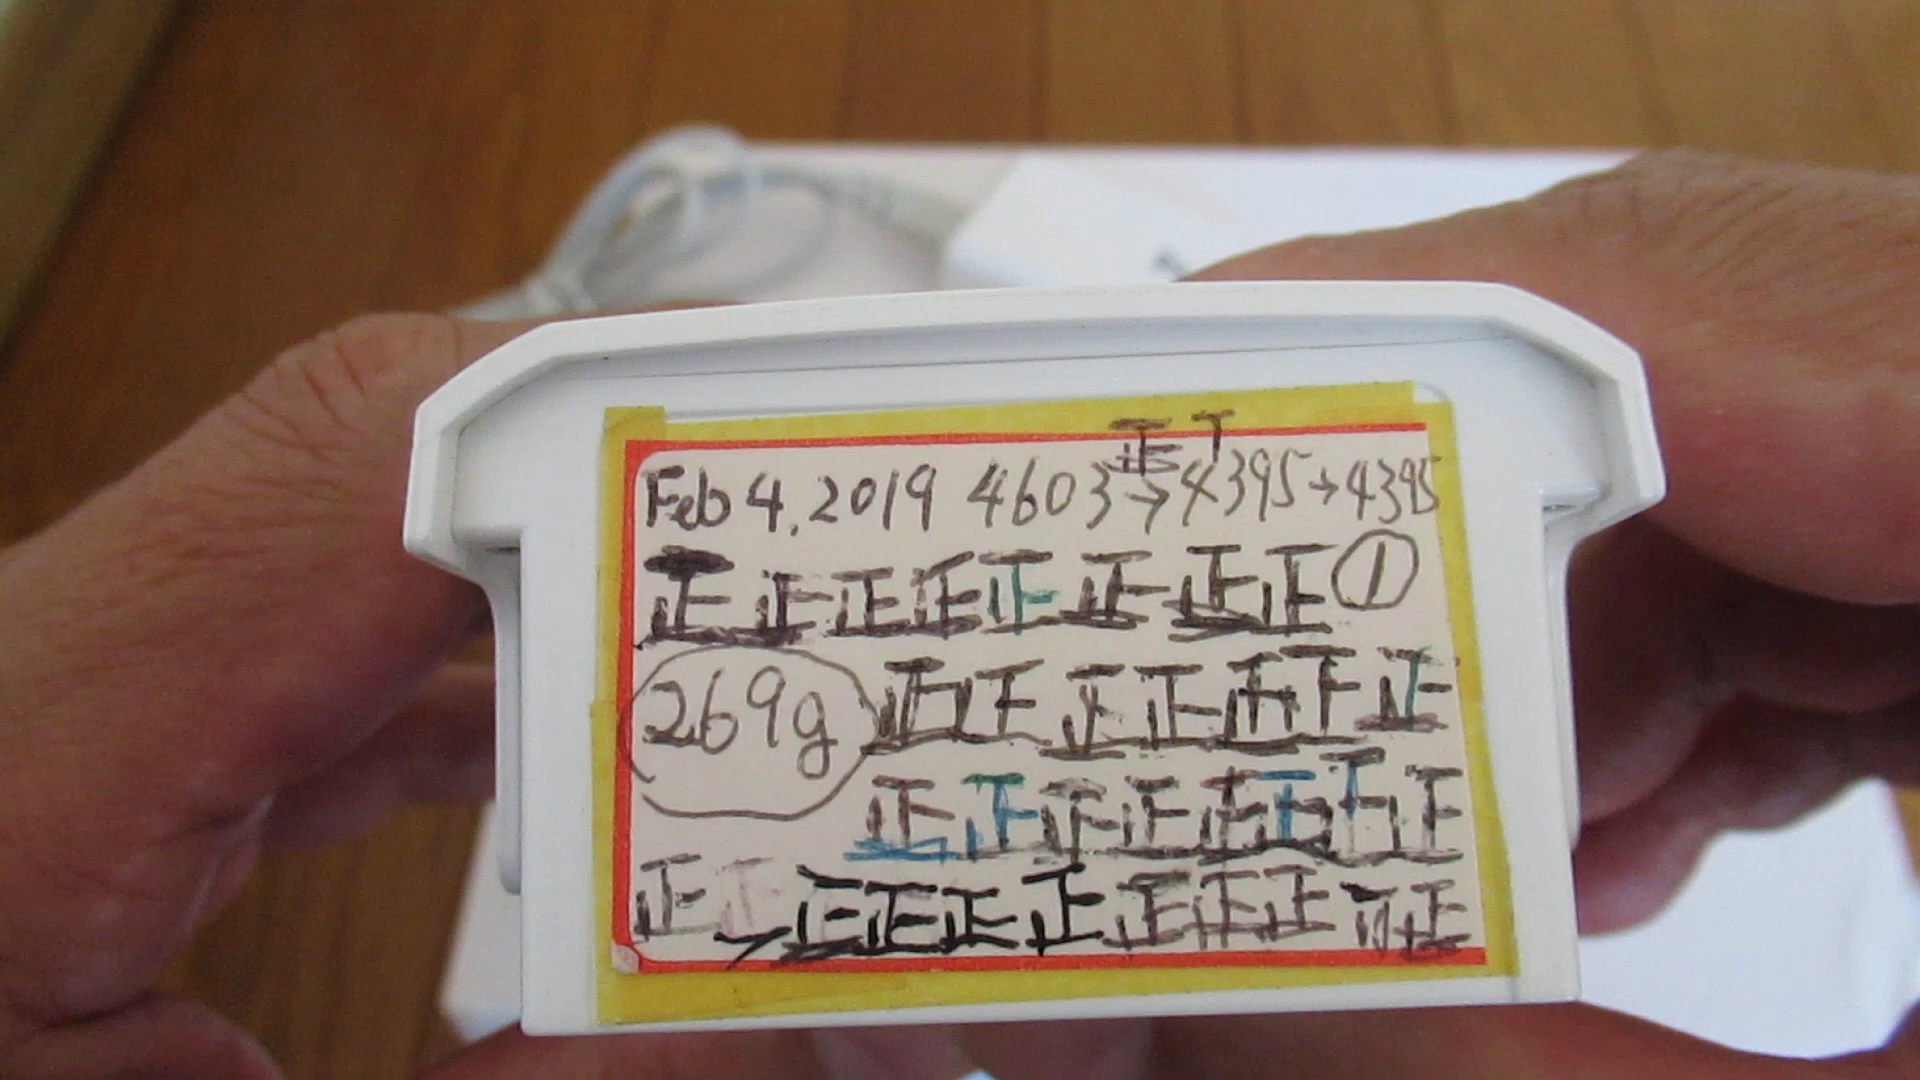 正 T
Feb 4, 2019 4603→4395→4395
正 正 正 正 正 正 正 正 ①
269g 正 正 正 正 正 正 正
正 正 正 正 正 正 正 正
正 正 正 正 正 正 正 正 正 正